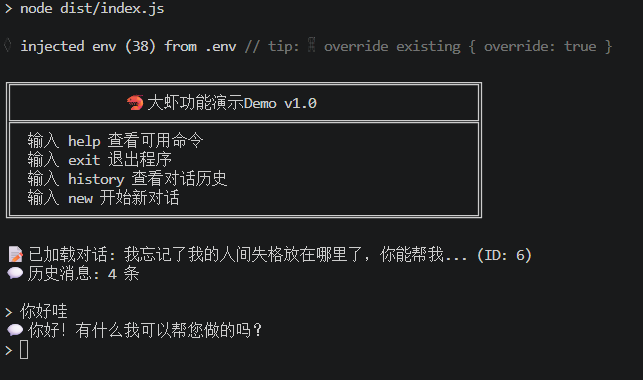 > node dist/index.js
injected env (38) from .env // tip: override existing { override: true }
🦐 大虾功能演示Demo v1.0
输入 help 查看可用命令
输入 exit 退出程序
输入 history 查看对话历史
输入 new 开始新对话
📝 已加载对话: 我忘记了我的人间失格放在哪里了，你能帮我... (ID: 6)
💬 历史消息: 4 条
> 你好哇
💬 你好! 有什么我可以帮您做的吗?
>